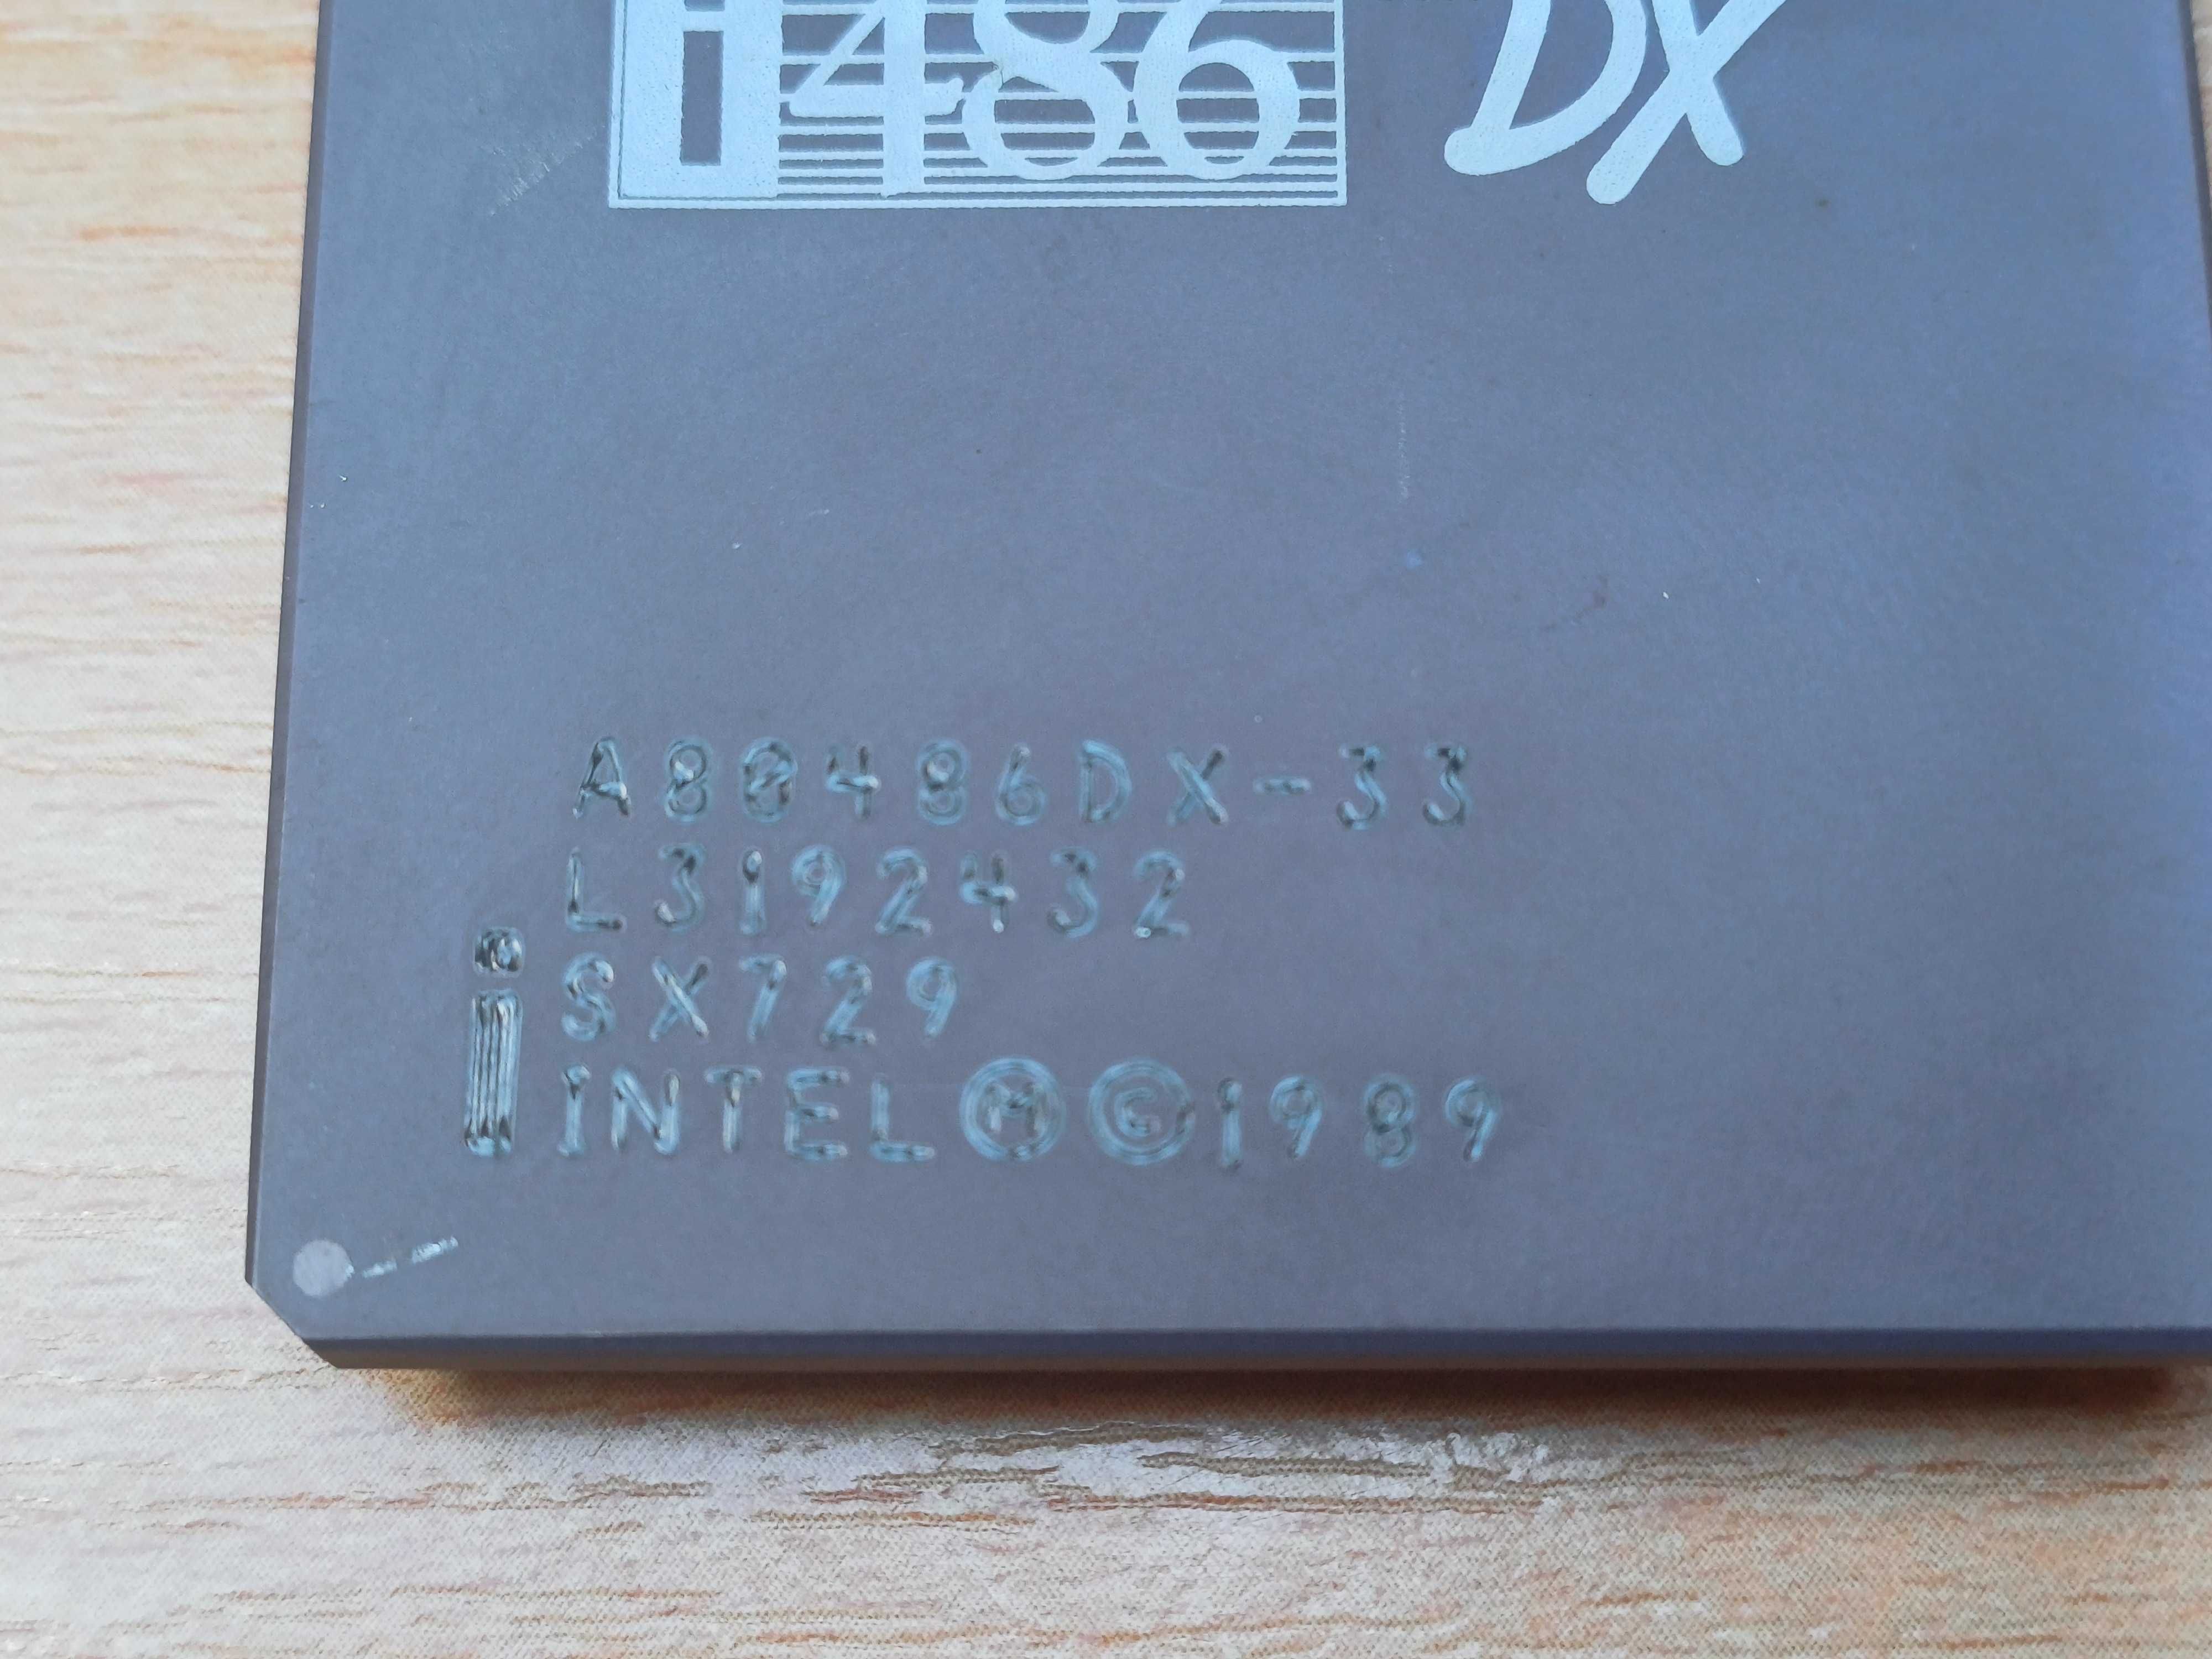 i486 DX
A80486DX-33
L3192432
SX729
INTEL Ⓜ © 1989